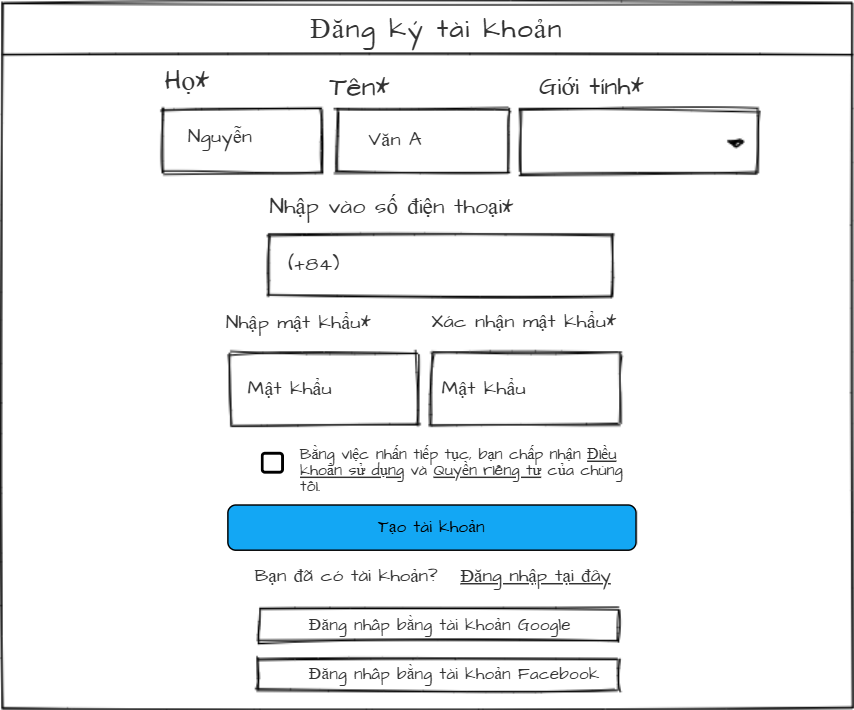 Đăng ký tài khoản
Họ* Tên* Giới tính*
Nguyễn Văn A
Nhập vào số điện thoại*
(+84)
Nhập mật khẩu* Xác nhận mật khẩu*
Mật khẩu Mật khẩu
Bằng việc nhấn tiếp tục, bạn chấp nhận Điều
khoản sử dụng và Quyền riêng tư của chúng
tôi.
Tạo tài khoản
Bạn đã có tài khoản? Đăng nhập tại đây
Đăng nhâp bằng tài khoản Google
Đăng nhâp bằng tài khoản Facebook